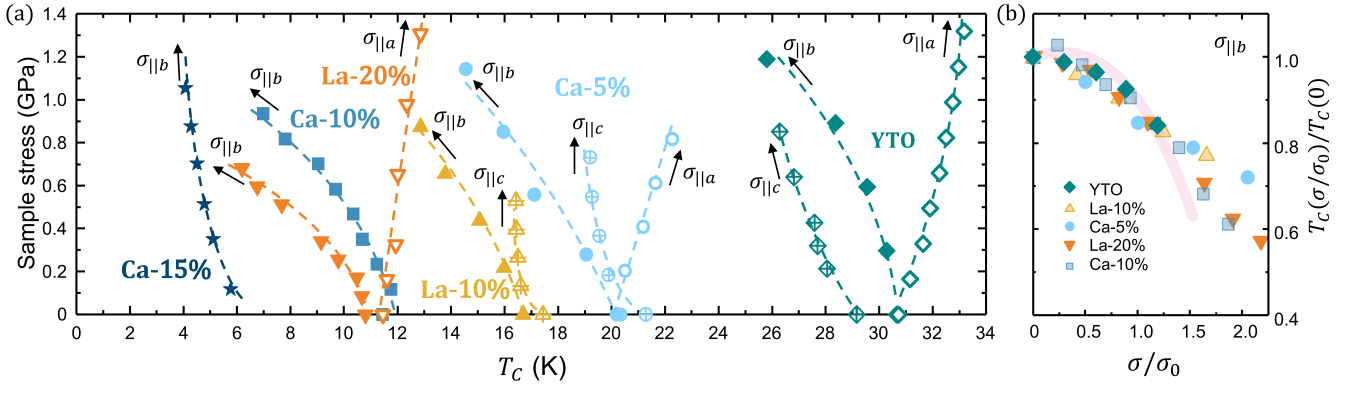 (a)
Sample stress (GPa)
1.4
1.2
1.0
0.8
0.6
0.4
0.2
0
σ||b
Ca-15%
σ||b
σ||b
Ca-10%
La-20%
σ||a
σ||b
σ||c
La-10%
σ||b
Ca-5%
σ||c
σ||a
σ||b
σ||c
YTO
σ||a
0 2 4 6 8 10 12 14 16 18 20 22 24 26 28 30 32 34
T_C (K)
(b)
σ||b
YTO
La-10%
Ca-5%
La-20%
Ca-10%
1.0
0.8
0.6
0.4
T_C(σ/σ₀)/T_C(0)
0 0.5 1.0 1.5 2.0
σ/σ₀